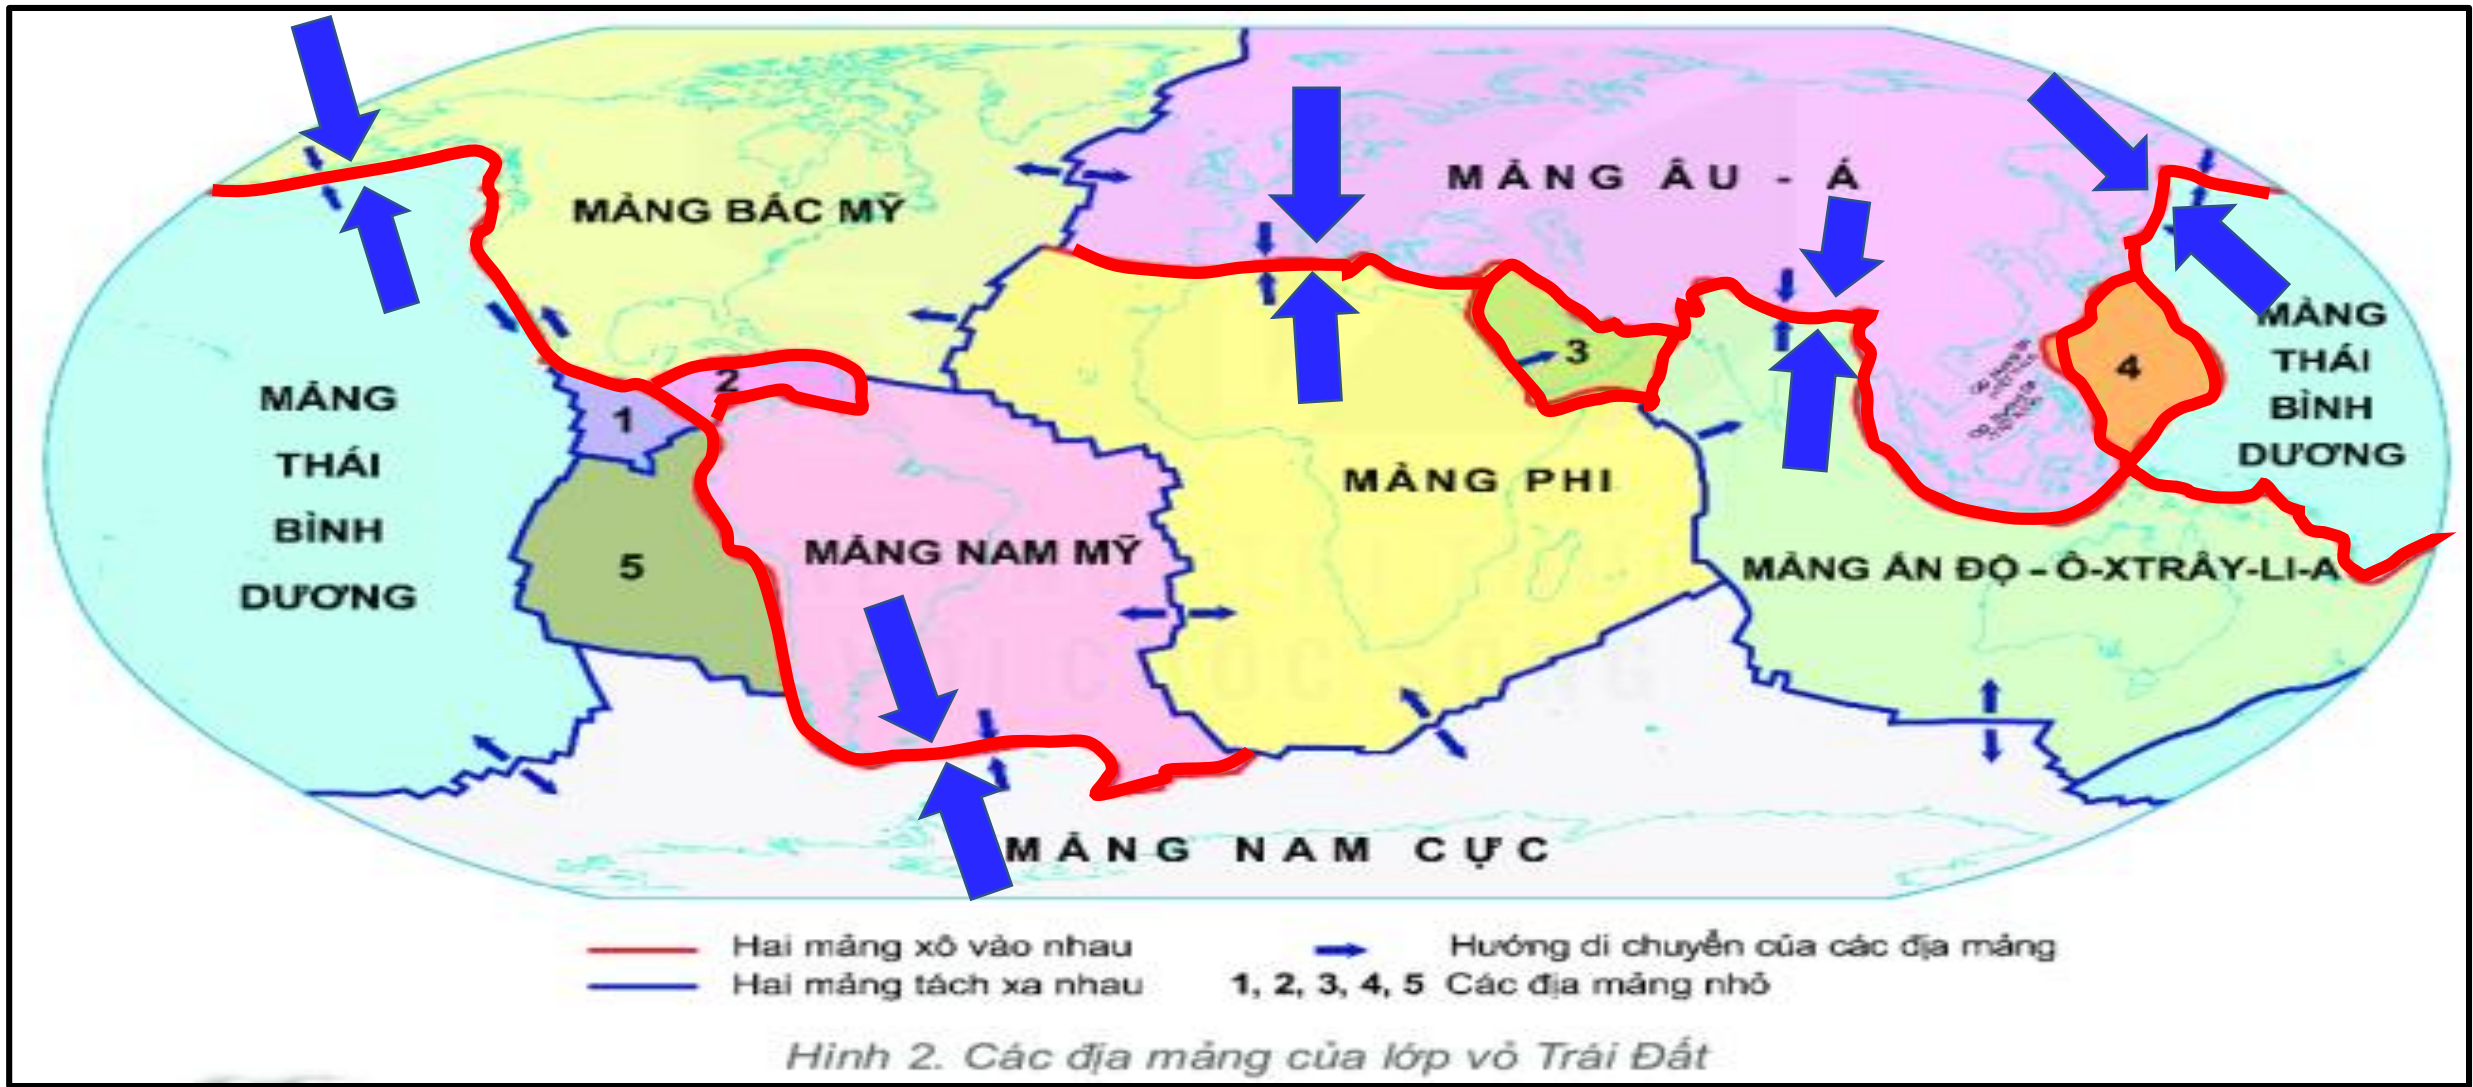 MẢNG BẮC MỸ
MẢNG ÂU - Á
MẢNG
THÁI
BÌNH
DƯƠNG
1
2
3
4
5
MẢNG PHI
MẢNG NAM MỸ
MẢNG ẤN ĐỘ - Ô-XTRÂY-LI-A
MẢNG
THÁI
BÌNH
DƯƠNG
MẢNG NAM CỰC
Hai mảng xô vào nhau
Hai mảng tách xa nhau
Hướng di chuyển của các địa mảng
1, 2, 3, 4, 5 Các địa mảng nhỏ
Hình 2. Các địa mảng của lớp vỏ Trái Đất